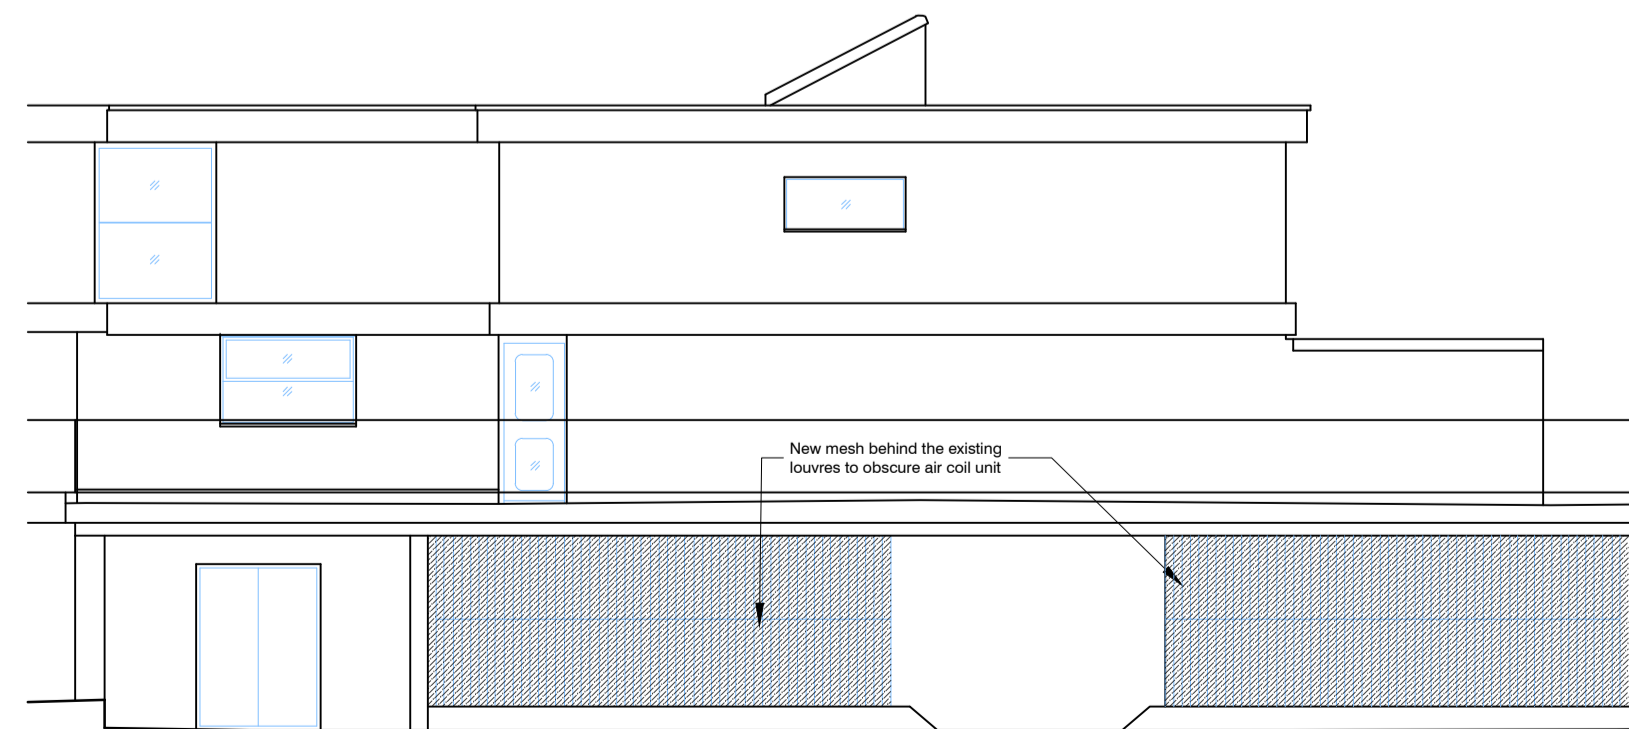 New mesh behind the existing
louvres to obscure air coil unit